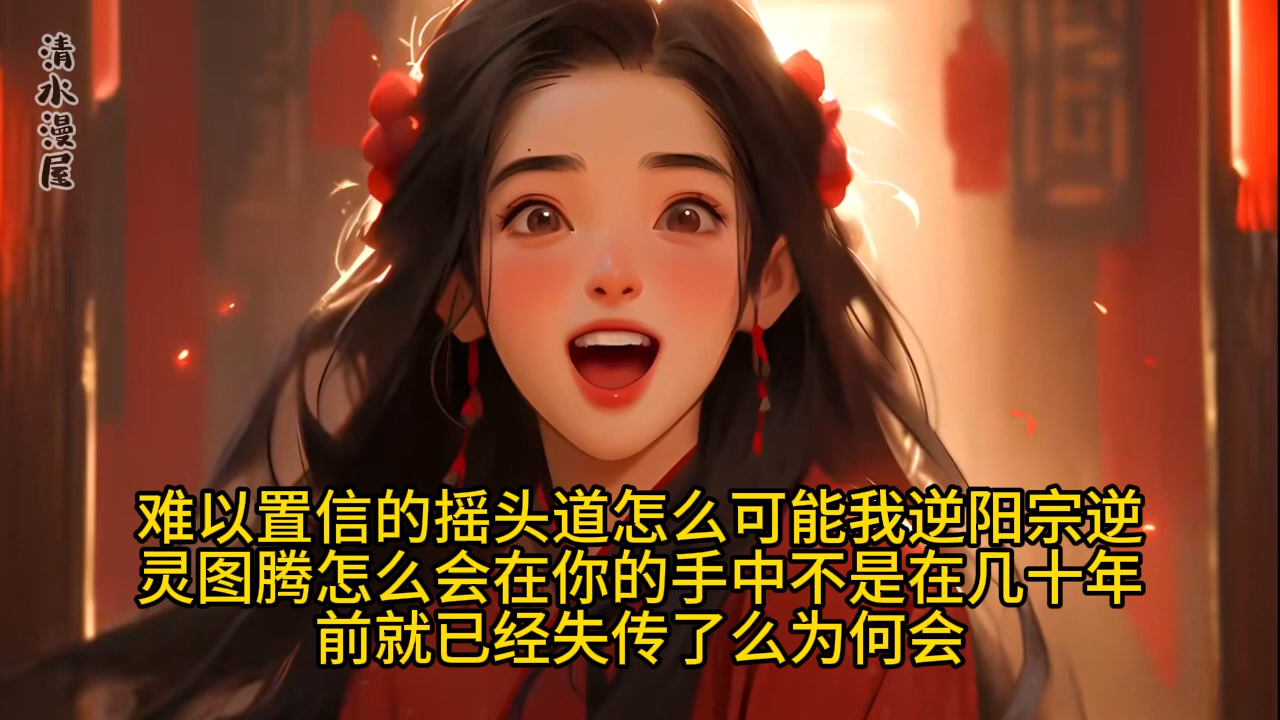 清水漫屋
难以置信的摇头道怎么可能我逆阳宗逆
灵图腾怎么会在你的手中不是在几十年
前就已经失传了么为何会